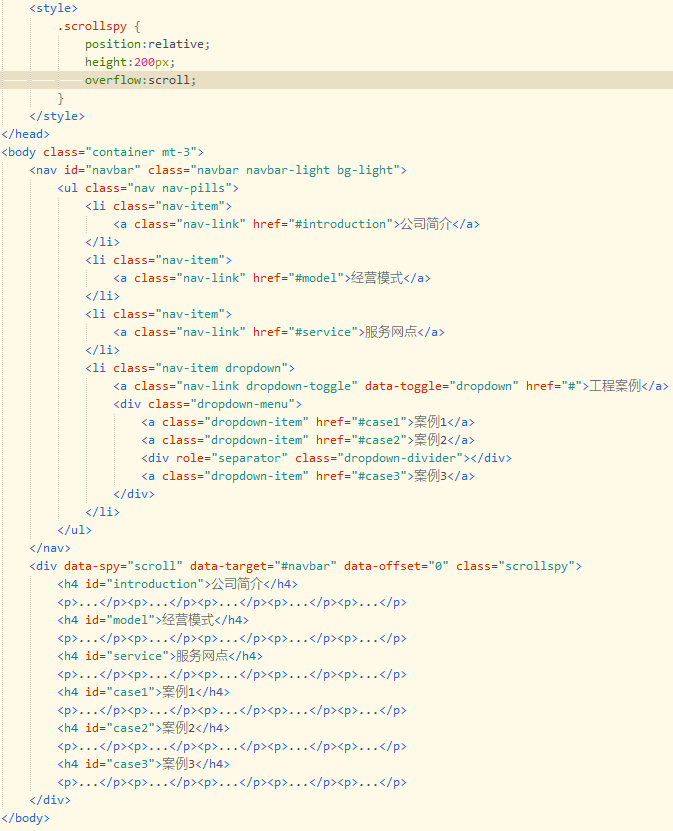 <style>
.scrollspy {
position:relative;
height:200px;
overflow:scroll;
}
</style>
</head>
<body class="container mt-3">
<nav id="navbar" class="navbar navbar-light bg-light">
<ul class="nav nav-pills">
<li class="nav-item">
<a class="nav-link" href="#introduction">公司简介</a>
</li>
<li class="nav-item">
<a class="nav-link" href="#model">经营模式</a>
</li>
<li class="nav-item">
<a class="nav-link" href="#service">服务网点</a>
</li>
<li class="nav-item dropdown">
<a class="nav-link dropdown-toggle" data-toggle="dropdown" href="#">工程案例</a>
<div class="dropdown-menu">
<a class="dropdown-item" href="#case1">案例1</a>
<a class="dropdown-item" href="#case2">案例2</a>
<div role="separator" class="dropdown-divider"></div>
<a class="dropdown-item" href="#case3">案例3</a>
</div>
</li>
</ul>
</nav>
<div data-spy="scroll" data-target="#navbar" data-offset="0" class="scrollspy">
<h4 id="introduction">公司简介</h4>
<p>...</p><p>...</p><p>...</p><p>...</p><p>...</p>
<h4 id="model">经营模式</h4>
<p>...</p><p>...</p><p>...</p><p>...</p><p>...</p>
<h4 id="service">服务网点</h4>
<p>...</p><p>...</p><p>...</p><p>...</p><p>...</p>
<h4 id="case1">案例1</h4>
<p>...</p><p>...</p><p>...</p><p>...</p><p>...</p>
<h4 id="case2">案例2</h4>
<p>...</p><p>...</p><p>...</p><p>...</p><p>...</p>
<h4 id="case3">案例3</h4>
<p>...</p><p>...</p><p>...</p><p>...</p><p>...</p>
</div>
</body>